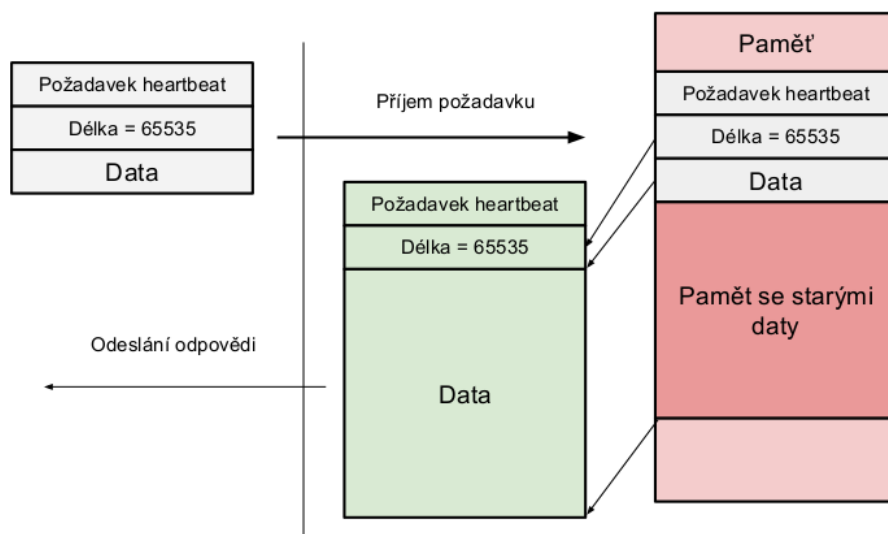 Požadavek heartbeat
Délka = 65535
Data
Příjem požadavku
Paměť
Požadavek heartbeat
Délka = 65535
Data
Pamět se starými
daty
Požadavek heartbeat
Délka = 65535
Data
Odeslání odpovědi